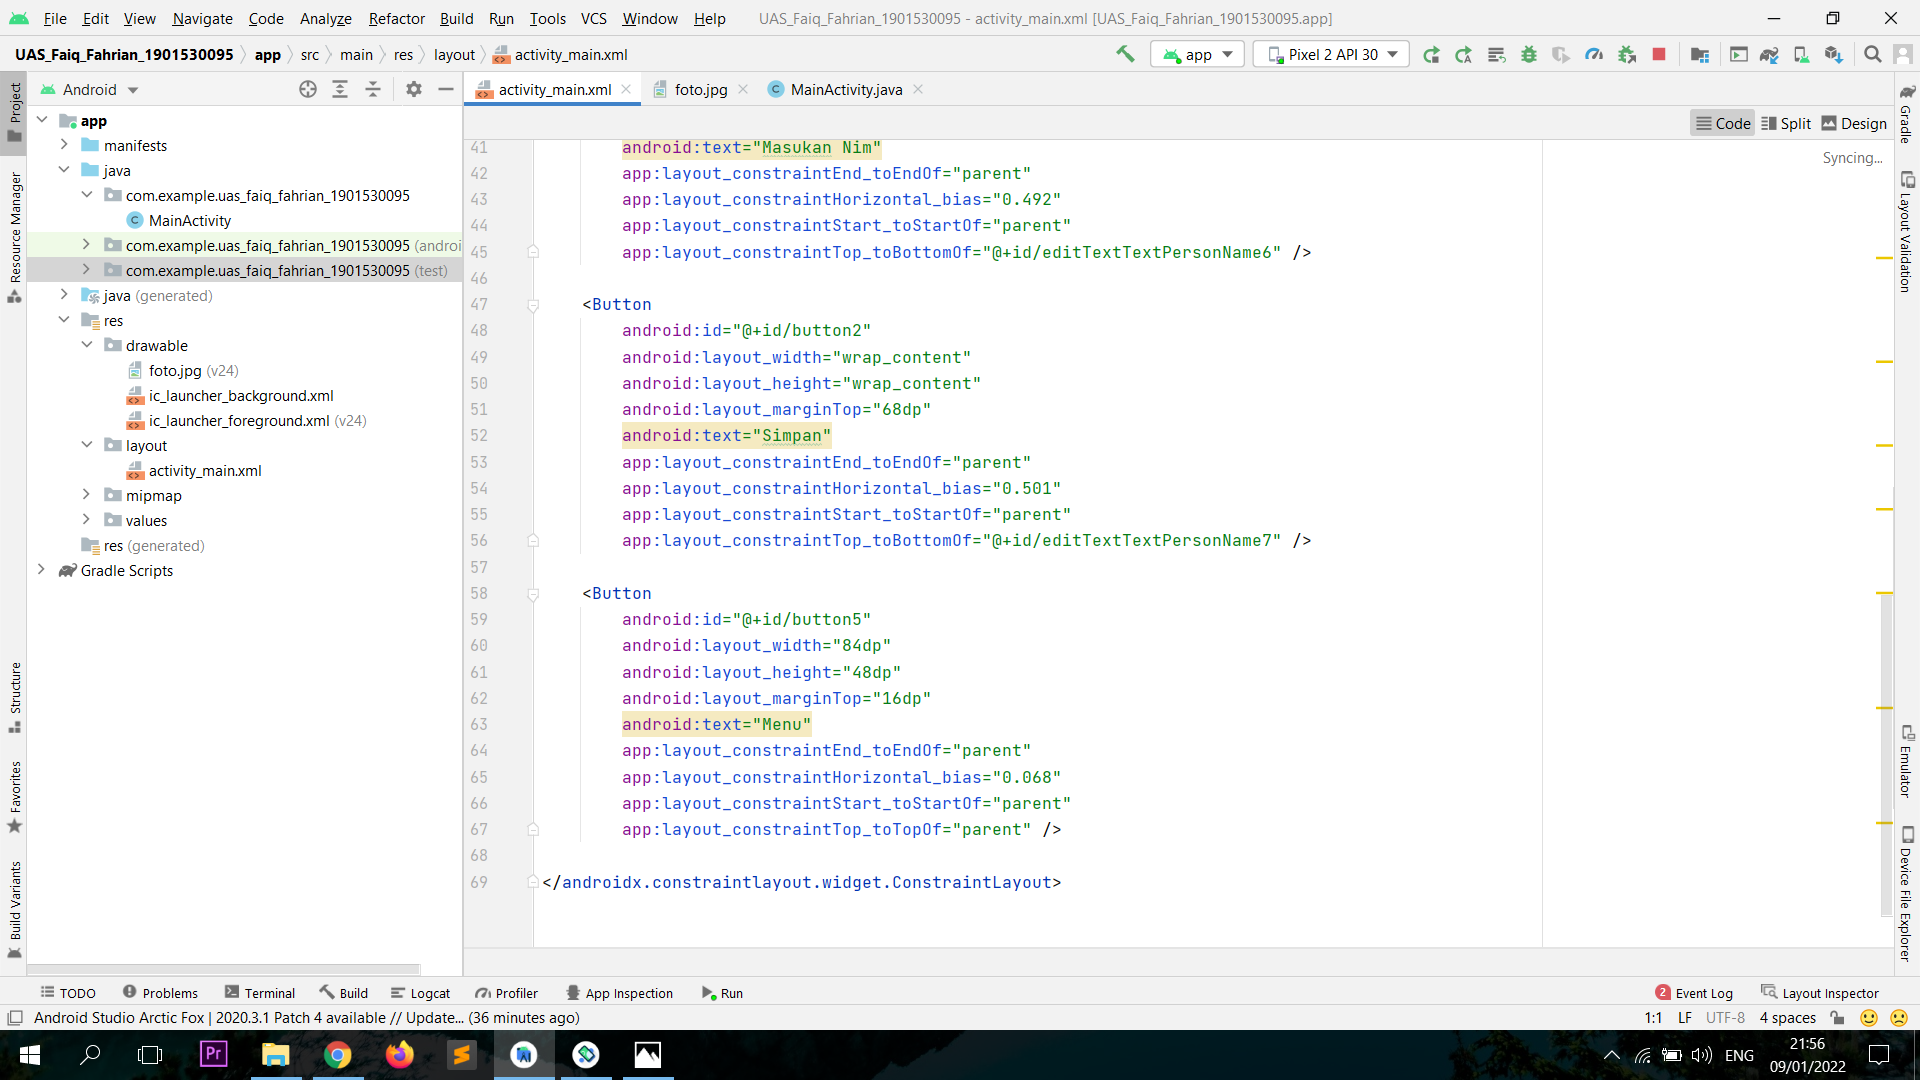 File Edit View Navigate Code Analyze Refactor Build Run Tools VCS Window Help UAS_Faiq_Fahrian_1901530095 - activity_main.xml [UAS_Faiq_Fahrian_1901530095.app]
UAS_Faiq_Fahrian_1901530095 app src main res layout activity_main.xml app Pixel 2 API 30
Android activity_main.xml foto.jpg MainActivity.java
Code Split Design
Syncing...
Project
Resource Manager
Structure
Favorites
Build Variants
app
manifests
java
com.example.uas_faiq_fahrian_1901530095
MainActivity
com.example.uas_faiq_fahrian_1901530095 (androi
com.example.uas_faiq_fahrian_1901530095 (test)
java (generated)
res
drawable
foto.jpg (v24)
ic_launcher_background.xml
ic_launcher_foreground.xml (v24)
layout
activity_main.xml
mipmap
values
res (generated)
Gradle Scripts
41 android:text="Masukan Nim"
42 app:layout_constraintEnd_toEndOf="parent"
43 app:layout_constraintHorizontal_bias="0.492"
44 app:layout_constraintStart_toStartOf="parent"
45 app:layout_constraintTop_toBottomOf="@+id/editTextTextPersonName6" />
46
47 <Button
48 android:id="@+id/button2"
49 android:layout_width="wrap_content"
50 android:layout_height="wrap_content"
51 android:layout_marginTop="68dp"
52 android:text="Simpan"
53 app:layout_constraintEnd_toEndOf="parent"
54 app:layout_constraintHorizontal_bias="0.501"
55 app:layout_constraintStart_toStartOf="parent"
56 app:layout_constraintTop_toBottomOf="@+id/editTextTextPersonName7" />
57
58 <Button
59 android:id="@+id/button5"
60 android:layout_width="84dp"
61 android:layout_height="48dp"
62 android:layout_marginTop="16dp"
63 android:text="Menu"
64 app:layout_constraintEnd_toEndOf="parent"
65 app:layout_constraintHorizontal_bias="0.068"
66 app:layout_constraintStart_toStartOf="parent"
67 app:layout_constraintTop_toTopOf="parent" />
68
69 </androidx.constraintlayout.widget.ConstraintLayout>
Gradle
Layout Validation
Emulator
Device File Explorer
TODO Problems Terminal Build Logcat Profiler App Inspection Run 2 Event Log Layout Inspector
Android Studio Arctic Fox | 2020.3.1 Patch 4 available // Update... (36 minutes ago) 1:1 LF UTF-8 4 spaces
Pr ENG 21:56
09/01/2022